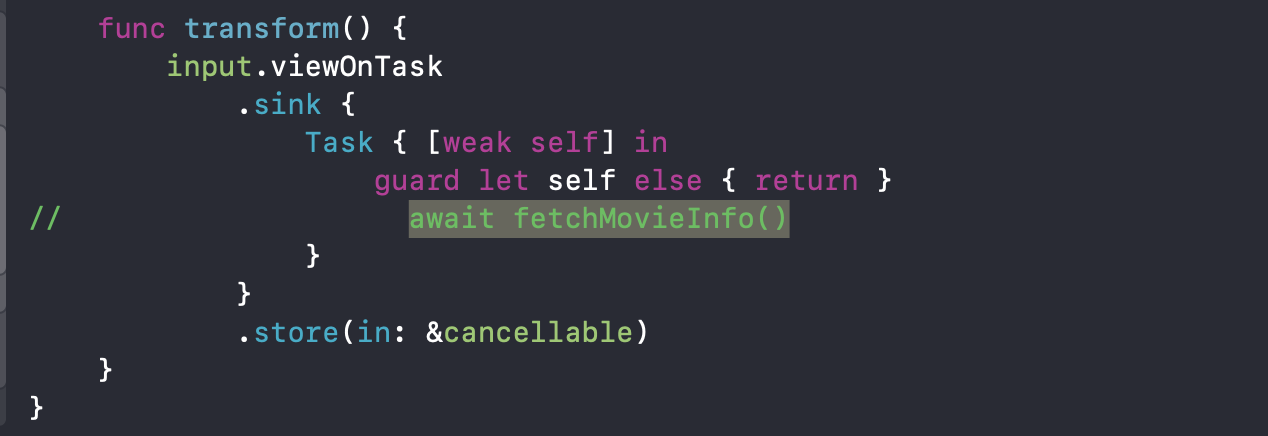 func transform() {
input.viewOnTask
.sink {
Task { [weak self] in
guard let self else { return }
// await fetchMovieInfo()
}
}
.store(in: &cancellable)
}
}